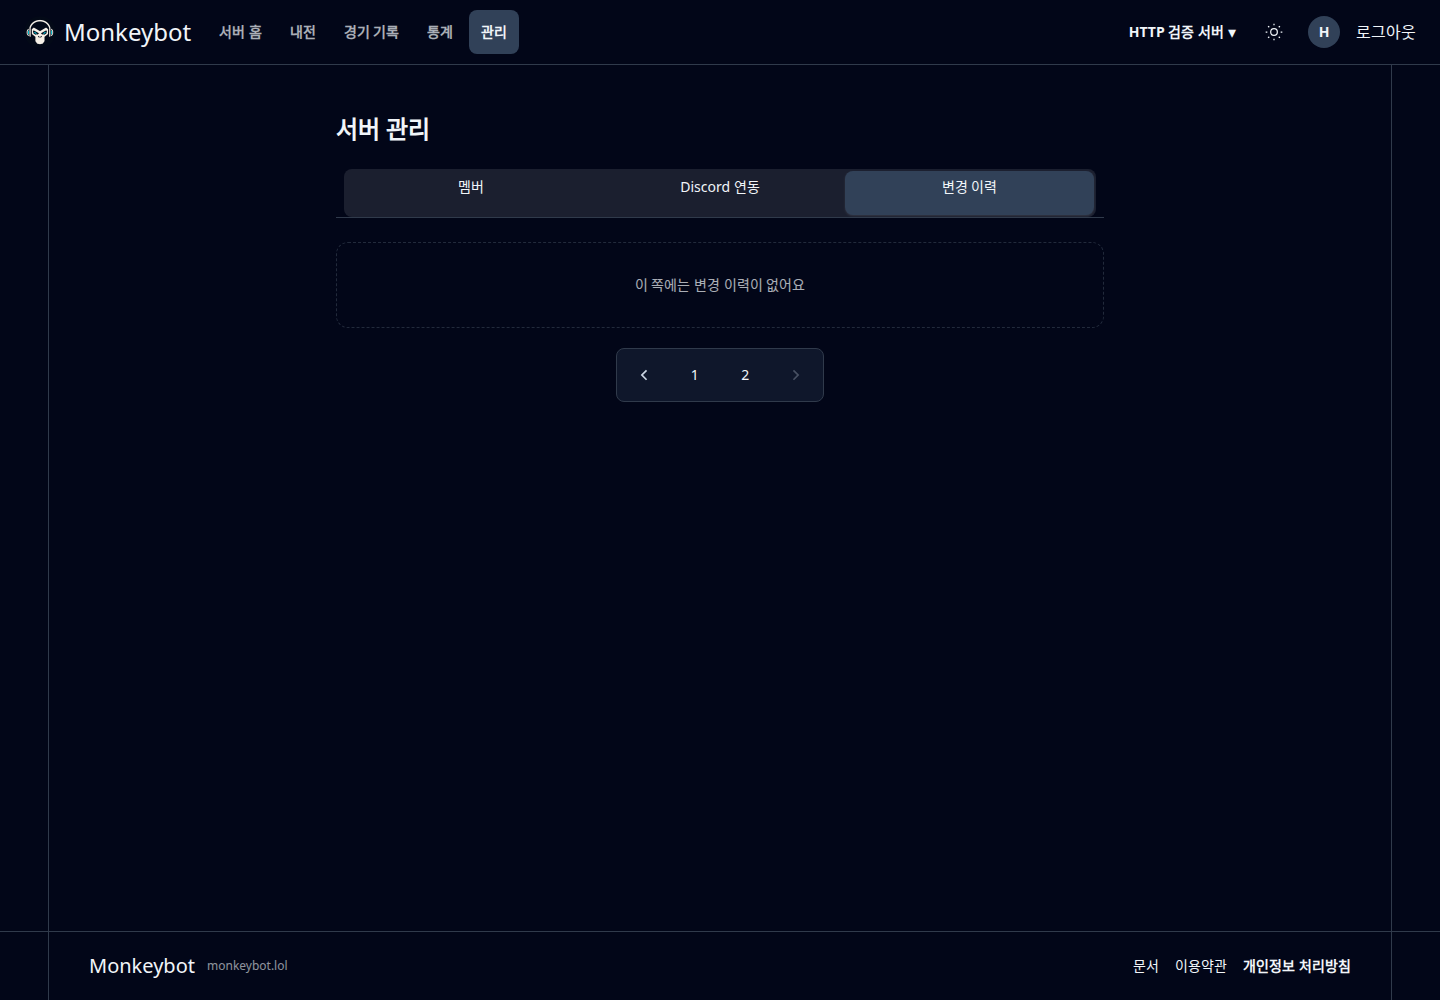 Monkeybot 서버 홈 내전 경기 기록 통계 관리 HTTP 검증 서버 ▾ H 로그아웃
서버 관리
멤버 Discord 연동 변경 이력
이 쪽에는 변경 이력이 없어요
1 2
Monkeybot monkeybot.lol 문서 이용약관 개인정보 처리방침